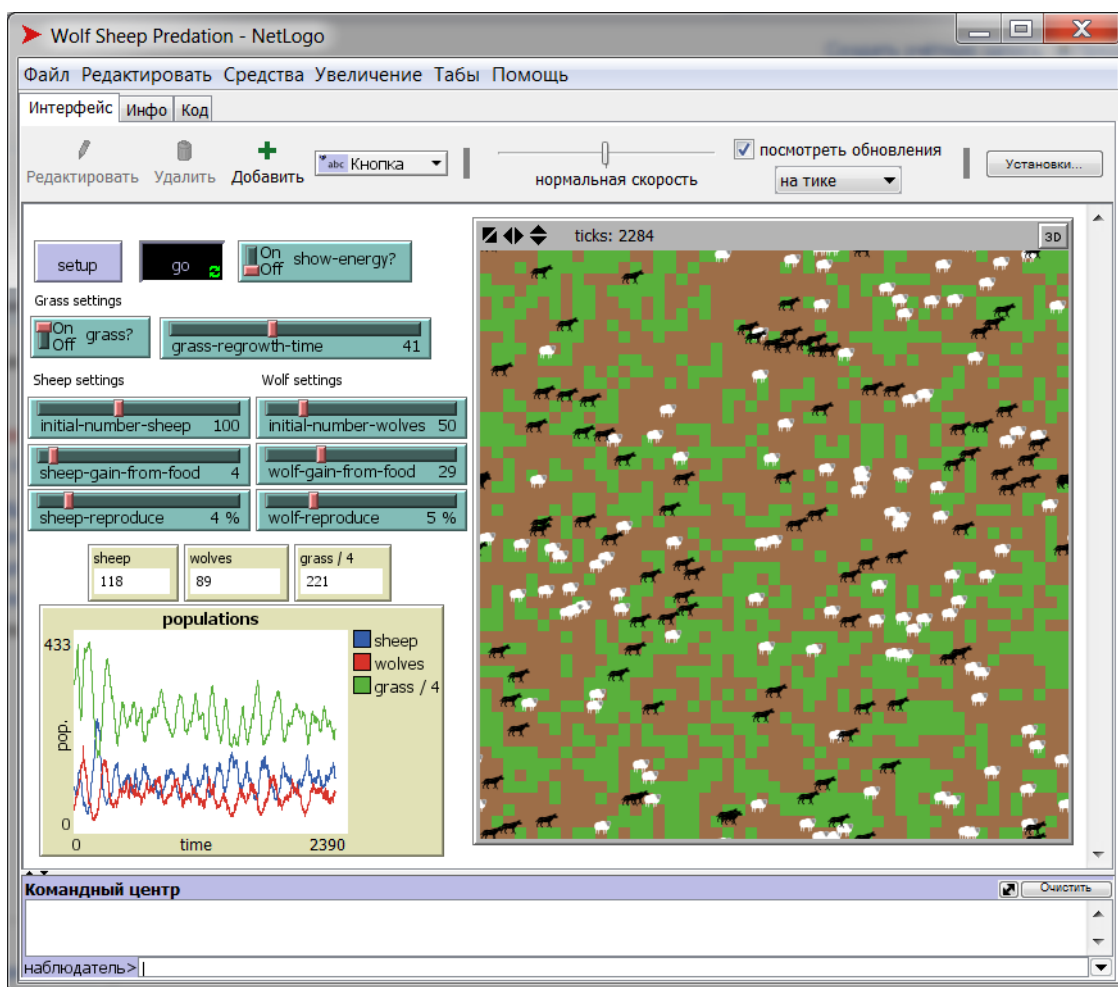 Wolf Sheep Predation - NetLogo
Файл Редактировать Средства Увеличение Табы Помощь
Интерфейс Инфо Код
Редактировать Удалить Добавить
abc Кнопка
нормальная скорость
посмотреть обновления
на тике
Установки...
setup
go
On
Off
show-energy?
ticks: 2284
3D
Grass settings
On
Off
grass?
grass-regrowth-time 41
Sheep settings Wolf settings
initial-number-sheep 100 initial-number-wolves 50
sheep-gain-from-food 4 wolf-gain-from-food 29
sheep-reproduce 4 % wolf-reproduce 5 %
sheep wolves grass / 4
118 89 221
populations
433
pop.
0
0 time 2390
sheep
wolves
grass / 4
Командный центр Очистить
наблюдатель>